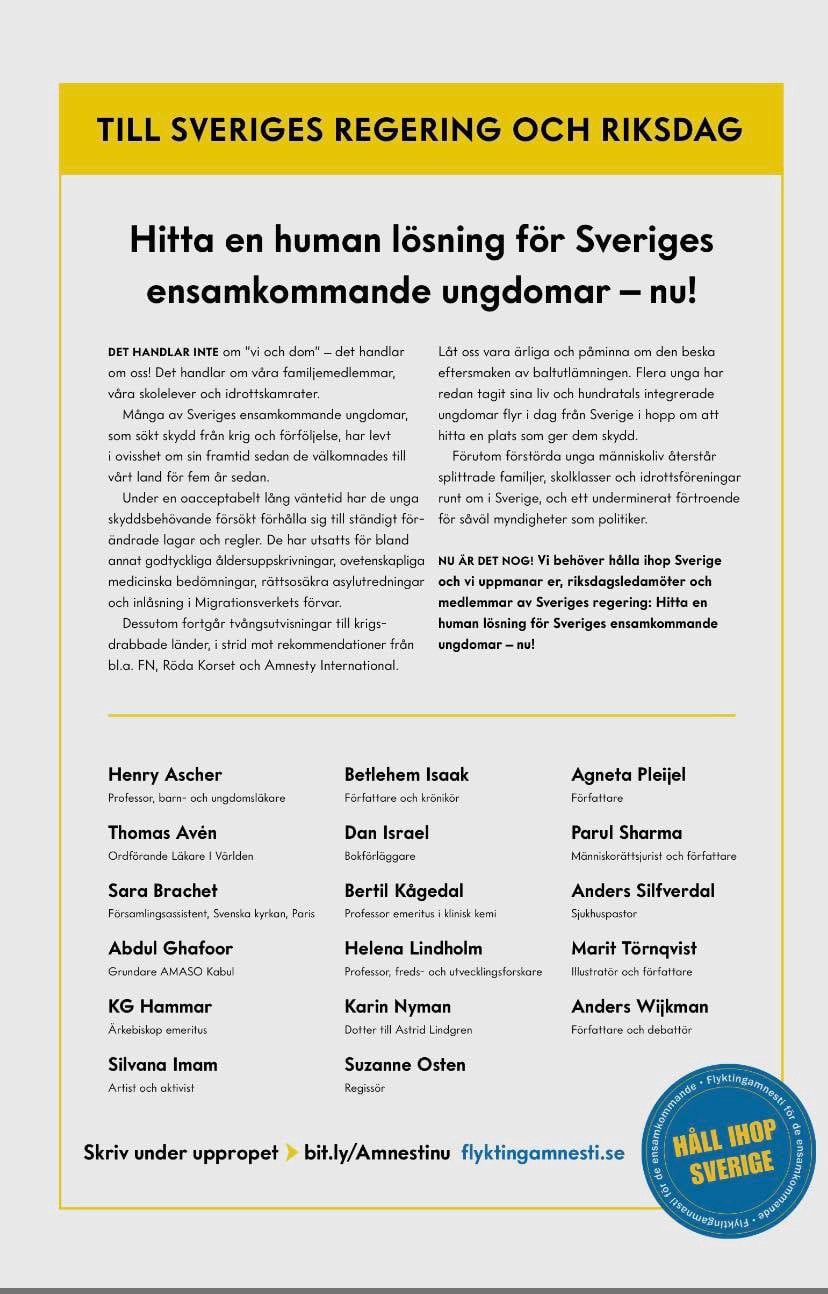 TILL SVERIGES REGERING OCH RIKSDAG
Hitta en human lösning för Sveriges
ensamkommande ungdomar – nu!
DET HANDLAR INTE om "vi och dom" – det handlar
om oss! Det handlar om våra familjemedlemmar,
våra skolelever och idrottskamrater.
Många av Sveriges ensamkommande ungdomar,
som sökt skydd från krig och förföljelse, har levt
i ovisshet om sin framtid sedan de välkomnades till
vårt land för fem år sedan.
Under en oacceptabelt lång väntetid har de unga
skyddsbehövande försökt förhålla sig till ständigt för-
ändrade lagar och regler. De har utsatts för bland
annat godtyckliga åldersuppskrivningar, ovetenskapliga
medicinska bedömningar, rättsosäkra asylutredningar
och inlåsning i Migrationsverkets förvar.
Dessutom fortgår tvångsutvisningar till krigs-
drabbade länder, i strid mot rekommendationer från
bl.a. FN, Röda Korset och Amnesty International.
Låt oss vara ärliga och påminna om den beska
eftersmaken av baltutlämningen. Flera unga har
redan tagit sina liv och hundratals integrerade
ungdomar flyr i dag från Sverige i hopp om att
hitta en plats som ger dem skydd.
Förutom förstörda unga människoliv återstår
splittrade familjer, skolklasser och idrottsföreningar
runt om i Sverige, och ett underminerat förtroende
för såväl myndigheter som politiker.
NU ÄR DET NOG! Vi behöver hålla ihop Sverige
och vi uppmanar er, riksdagsledamöter och
medlemmar av Sveriges regering: Hitta en
human lösning för Sveriges ensamkommande
ungdomar – nu!
Henry Ascher
Professor, barn- och ungdomsläkare
Thomas Avén
Ordförande Läkare I Världen
Sara Brachet
Församlingsassistent, Svenska kyrkan, Paris
Abdul Ghafoor
Grundare AMASO Kabul
KG Hammar
Ärkebiskop emeritus
Silvana Imam
Artist och aktivist
Betlehem Isaak
Författare och krönikör
Dan Israel
Bokförläggare
Bertil Kågedal
Professor emeritus i klinisk kemi
Helena Lindholm
Professor, freds- och utvecklingsforskare
Karin Nyman
Dotter till Astrid Lindgren
Suzanne Osten
Regissör
Agneta Pleijel
Författare
Parul Sharma
Människorättsjurist och författare
Anders Silfverdal
Sjukhuspastor
Marit Törnqvist
Illustratör och författare
Anders Wijkman
Författare och debattör
Skriv under uppropet bit.ly/Amnestinu flyktingamnesti.se
Flyktingamnesti för de ensamkommande • Flyktingamnesti för de ensamkommande •
HÅLL IHOP
SVERIGE